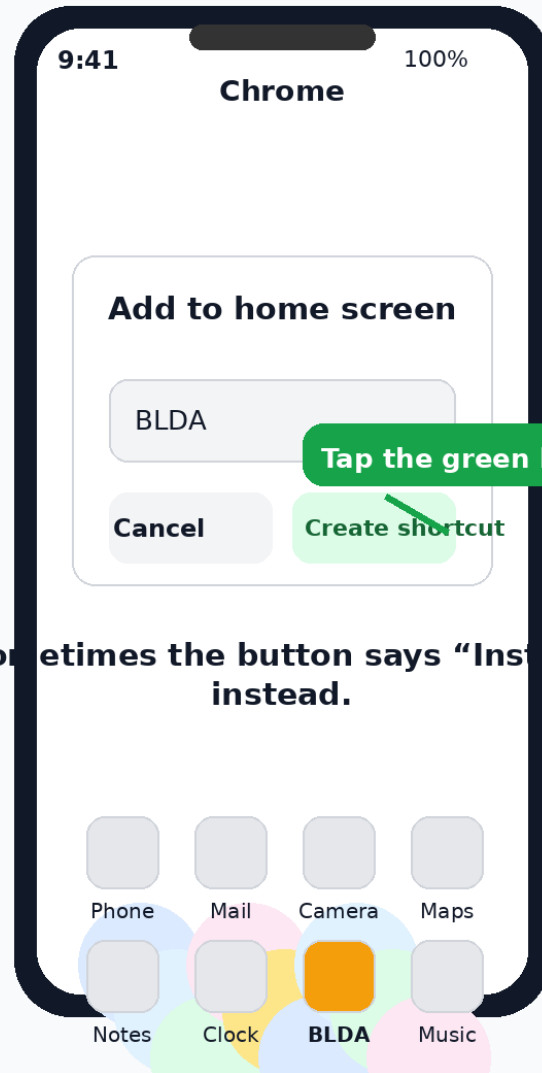 9:41
100%
Chrome
Add to home screen
BLDA
Tap the green
Cancel
Create shortcut
etimes the button says “Inst
instead.
Phone
Mail
Camera
Maps
Notes
Clock
BLDA
Music